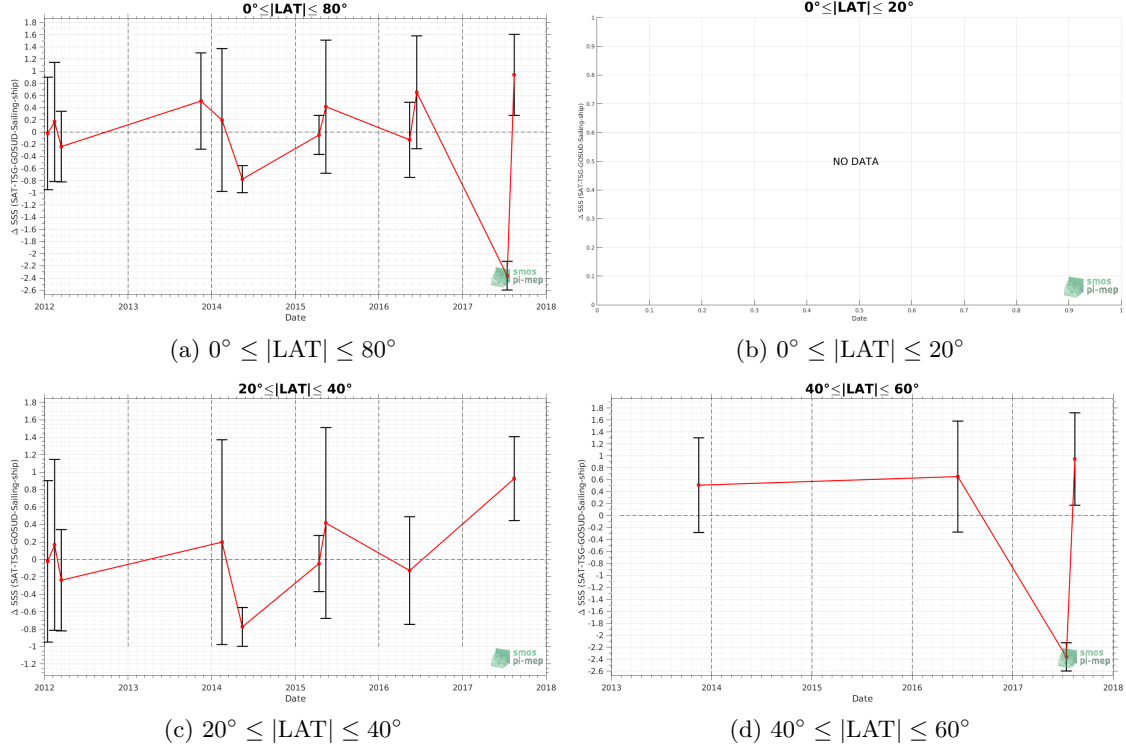 0°≤|LAT|≤ 80°
Δ SSS (SAT-TSG-GOSUD-Sailing-ship)
1.8
1.6
1.4
1.2
1
0.8
0.6
0.4
0.2
0
-0.2
-0.4
-0.6
-0.8
-1
-1.2
-1.4
-1.6
-1.8
-2
-2.2
-2.4
-2.6
2012 2013 2014 2015 2016 2017 2018
Date
smos
pi-mep
(a) 0° ≤ |LAT| ≤ 80°
0°≤|LAT|≤ 20°
Δ SSS (SAT-TSG-GOSUD-Sailing-ship)
1
0.9
0.8
0.7
0.6
0.5
0.4
0.3
0.2
0.1
0
NO DATA
0 0.1 0.2 0.3 0.4 0.5 0.6 0.7 0.8 0.9 1
Date
smos
pi-mep
(b) 0° ≤ |LAT| ≤ 20°
20°≤|LAT|≤ 40°
Δ SSS (SAT-TSG-GOSUD-Sailing-ship)
1.8
1.6
1.4
1.2
1
0.8
0.6
0.4
0.2
0
-0.2
-0.4
-0.6
-0.8
-1
-1.2
2012 2013 2014 2015 2016 2017 2018
Date
smos
pi-mep
(c) 20° ≤ |LAT| ≤ 40°
40°≤|LAT|≤ 60°
Δ SSS (SAT-TSG-GOSUD-Sailing-ship)
1.8
1.6
1.4
1.2
1
0.8
0.6
0.4
0.2
0
-0.2
-0.4
-0.6
-0.8
-1
-1.2
-1.4
-1.6
-1.8
-2
-2.2
-2.4
-2.6
2013 2014 2015 2016 2017 2018
Date
smos
pi-mep
(d) 40° ≤ |LAT| ≤ 60°